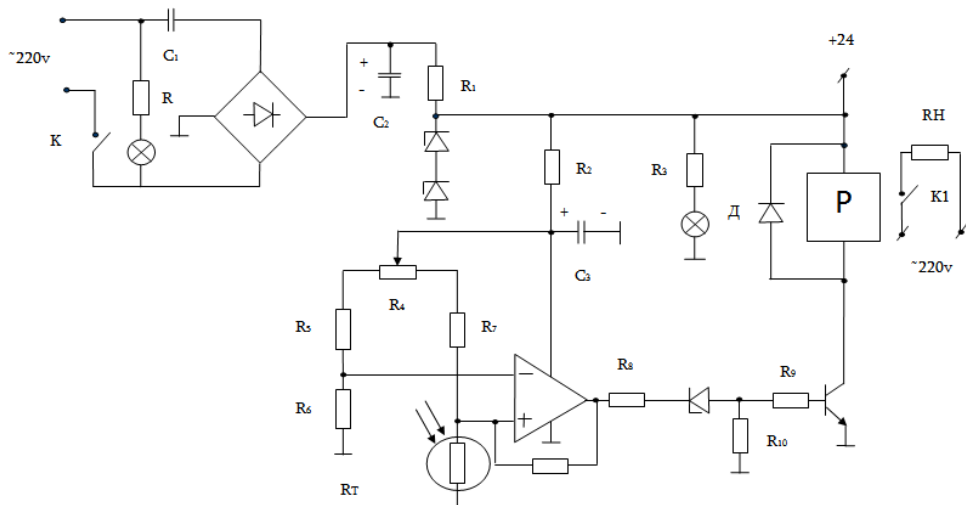 ~220v
C1
R
K
+
-
C2
R1
+24
R2
R3
Д
P
RH
K1
~220v
+
-
C3
R4
R5
R7
R6
−
+
R8
R9
R10
RT